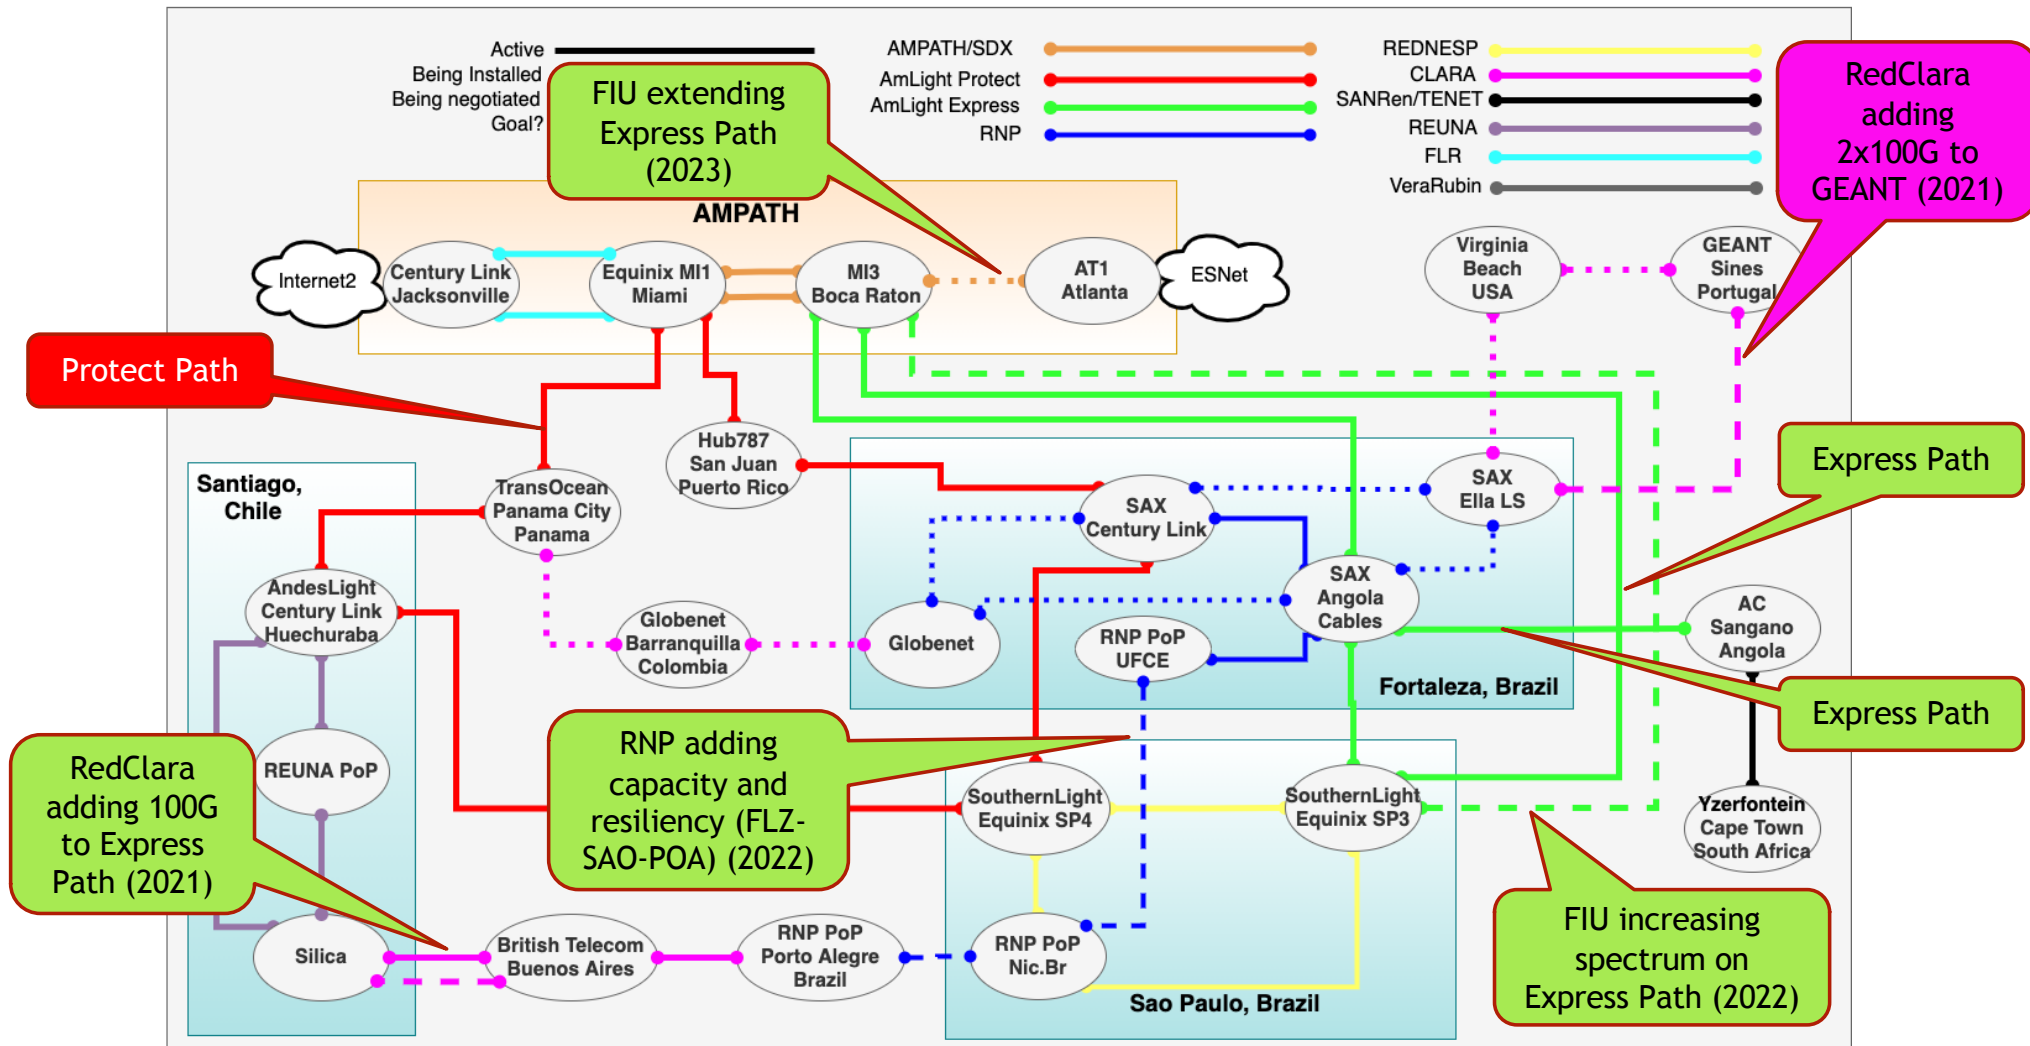 Active
Being Installed
Being negotiated
Goal?
AMPATH/SDX
AmLight Protect
AmLight Express
RNP
REDNESP
CLARA
SANRen/TENET
REUNA
FLR
VeraRubin
FIU extending
Express Path
(2023)
RedClara
adding
2x100G to
GEANT (2021)
AMPATH
Internet2
Century Link
Jacksonville
Equinix MI1
Miami
MI3
Boca Raton
AT1
Atlanta
ESNet
Virginia
Beach
USA
GEANT
Sines
Portugal
Protect Path
Hub787
San Juan
Puerto Rico
Express Path
Santiago,
Chile
TransOcean
Panama City
Panama
SAX
Century Link
SAX
Ella LS
AndesLight
Century Link
Huechuraba
SAX
Angola
Cables
AC
Sangano
Angola
Globenet
Barranquilla
Colombia
Globenet
RNP PoP
UFCE
Fortaleza, Brazil
Express Path
RedClara
adding 100G
to Express
Path (2021)
REUNA PoP
RNP adding
capacity and
resiliency (FLZ-
SAO-POA) (2022)
SouthernLight
Equinix SP4
SouthernLight
Equinix SP3
Yzerfontein
Cape Town
South Africa
Silica
British Telecom
Buenos Aires
RNP PoP
Porto Alegre
Brazil
RNP PoP
Nic.Br
Sao Paulo, Brazil
FIU increasing
spectrum on
Express Path (2022)